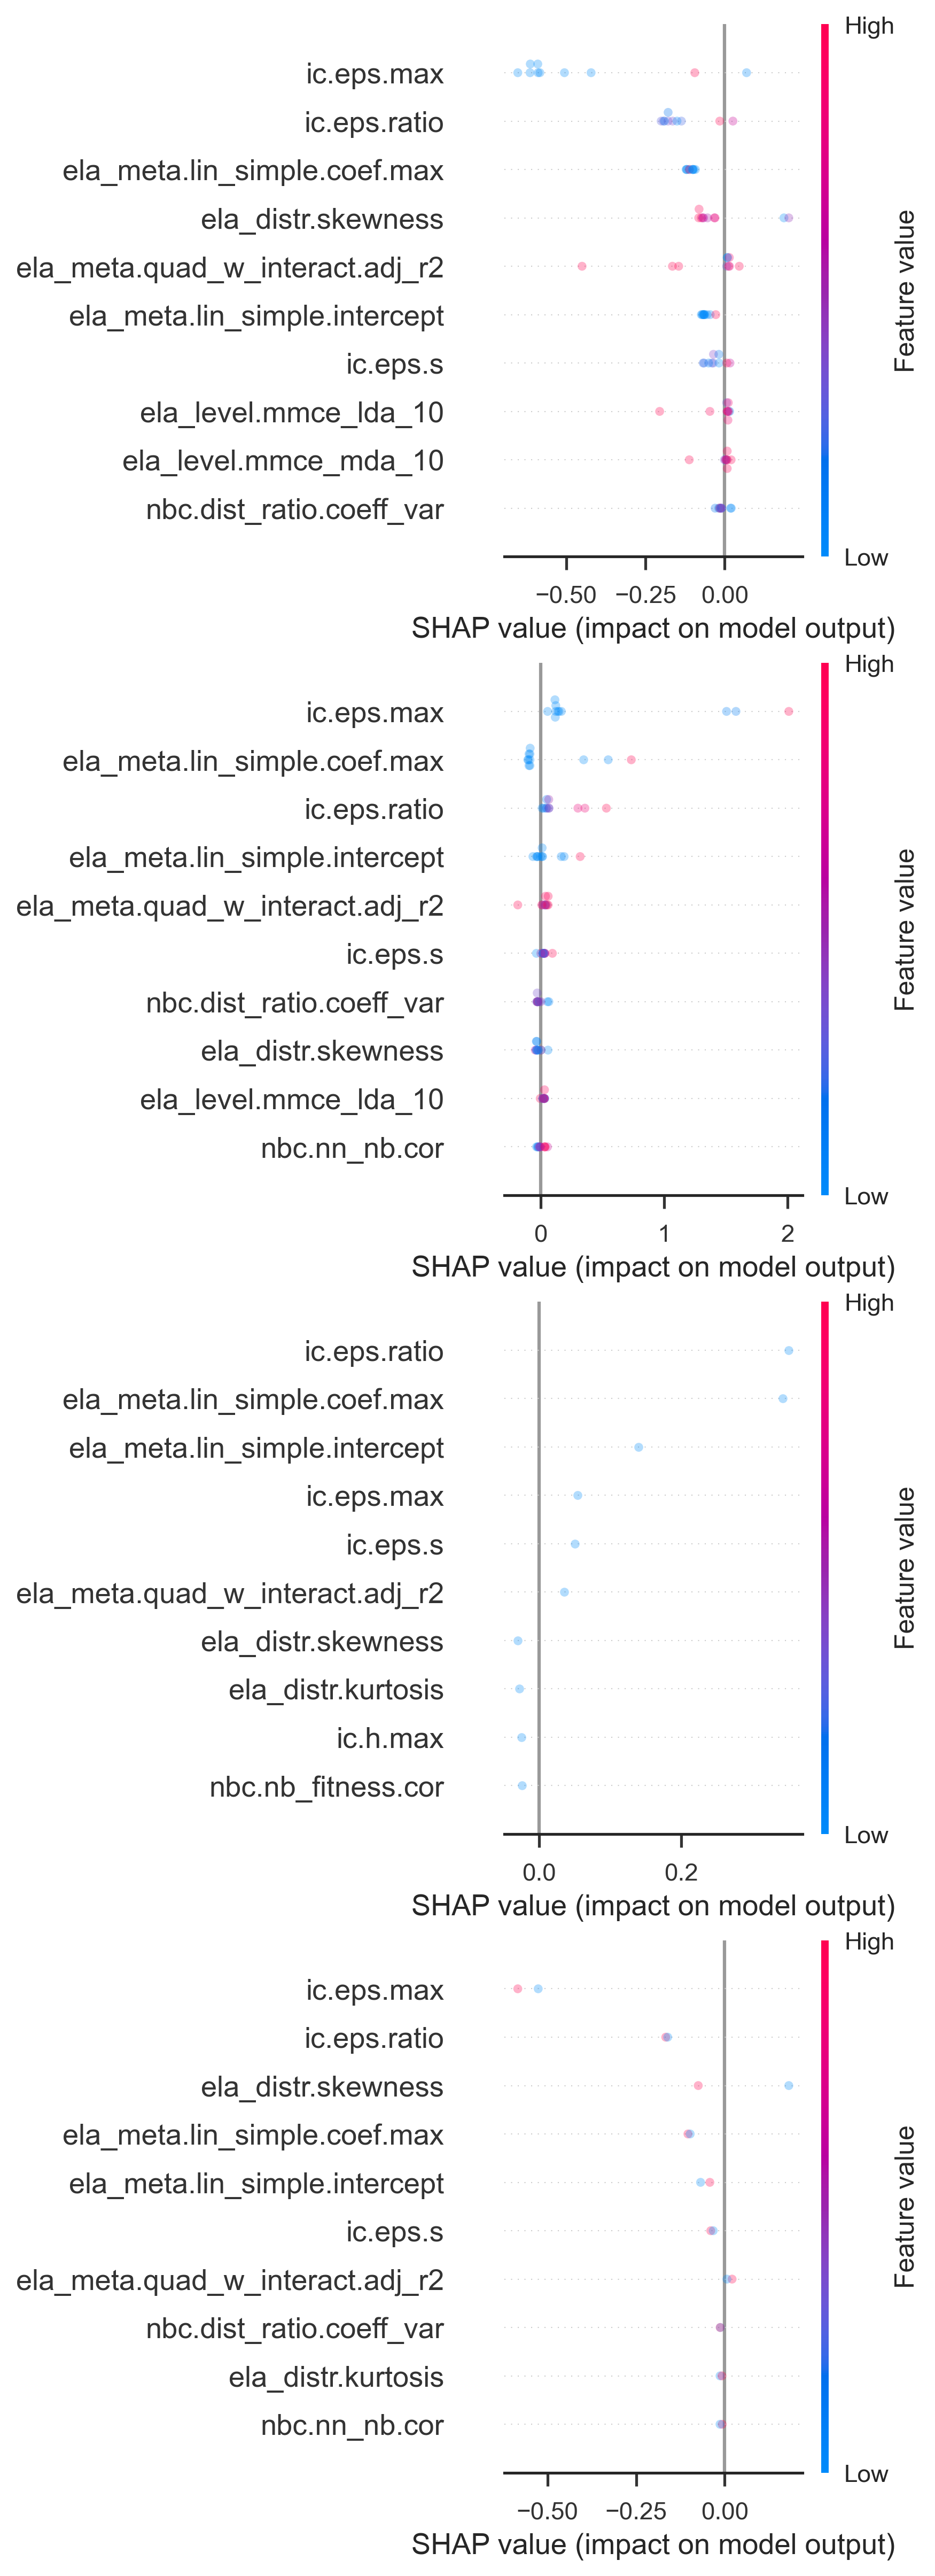 High
ic.eps.max
ic.eps.ratio
ela_meta.lin_simple.coef.max
ela_distr.skewness
ela_meta.quad_w_interact.adj_r2
ela_meta.lin_simple.intercept
ic.eps.s
ela_level.mmce_lda_10
ela_level.mmce_mda_10
nbc.dist_ratio.coeff_var
Feature value
Low
−0.50 −0.25 0.00
SHAP value (impact on model output)
High
ic.eps.max
ela_meta.lin_simple.coef.max
ic.eps.ratio
ela_meta.lin_simple.intercept
ela_meta.quad_w_interact.adj_r2
ic.eps.s
nbc.dist_ratio.coeff_var
ela_distr.skewness
ela_level.mmce_lda_10
nbc.nn_nb.cor
Feature value
Low
0 1 2
SHAP value (impact on model output)
High
ic.eps.ratio
ela_meta.lin_simple.coef.max
ela_meta.lin_simple.intercept
ic.eps.max
ic.eps.s
ela_meta.quad_w_interact.adj_r2
ela_distr.skewness
ela_distr.kurtosis
ic.h.max
nbc.nb_fitness.cor
Feature value
Low
0.0 0.2
SHAP value (impact on model output)
High
ic.eps.max
ic.eps.ratio
ela_distr.skewness
ela_meta.lin_simple.coef.max
ela_meta.lin_simple.intercept
ic.eps.s
ela_meta.quad_w_interact.adj_r2
nbc.dist_ratio.coeff_var
ela_distr.kurtosis
nbc.nn_nb.cor
Feature value
Low
−0.50 −0.25 0.00
SHAP value (impact on model output)